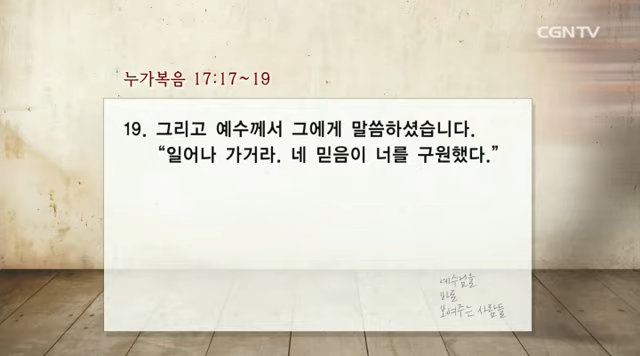 CGNTV
누가복음 17:17~19
19. 그리고 예수께서 그에게 말씀하셨습니다.
“일어나 가거라. 네 믿음이 너를 구원했다.”
예수님을
바로
보여주는 사람들